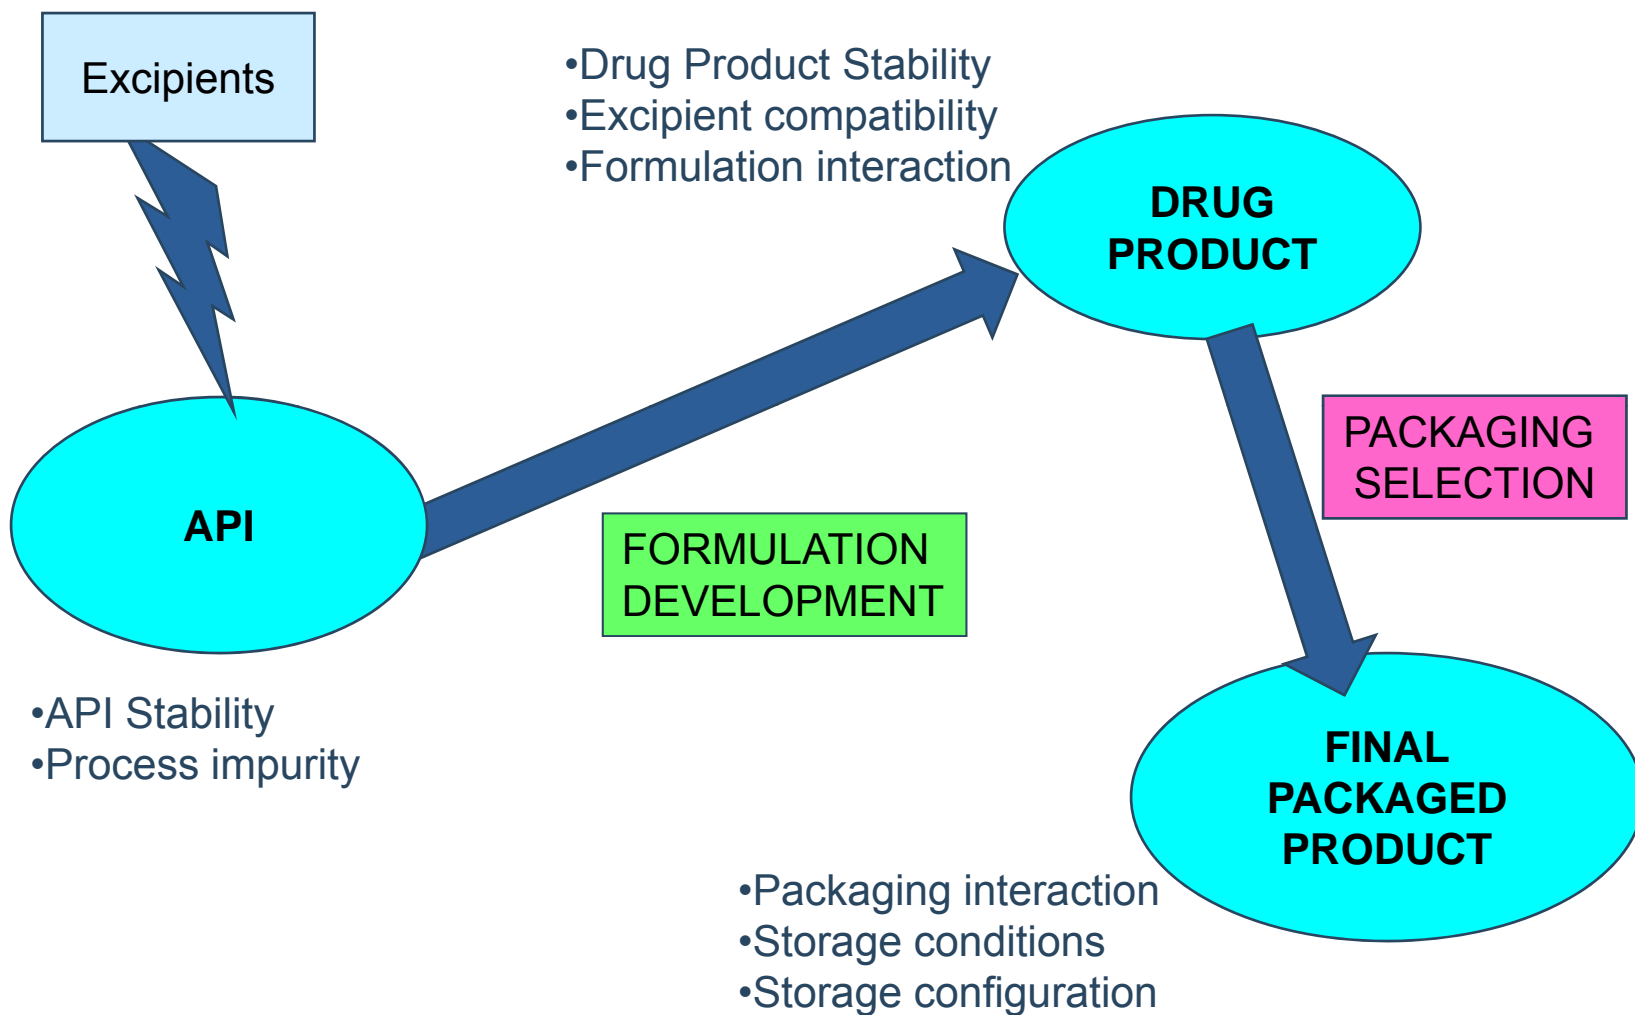 Excipients
•Drug Product Stability
•Excipient compatibility
•Formulation interaction
DRUG
PRODUCT
PACKAGING
SELECTION
API
FORMULATION
DEVELOPMENT
•API Stability
•Process impurity
FINAL
PACKAGED
PRODUCT
•Packaging interaction
•Storage conditions
•Storage configuration